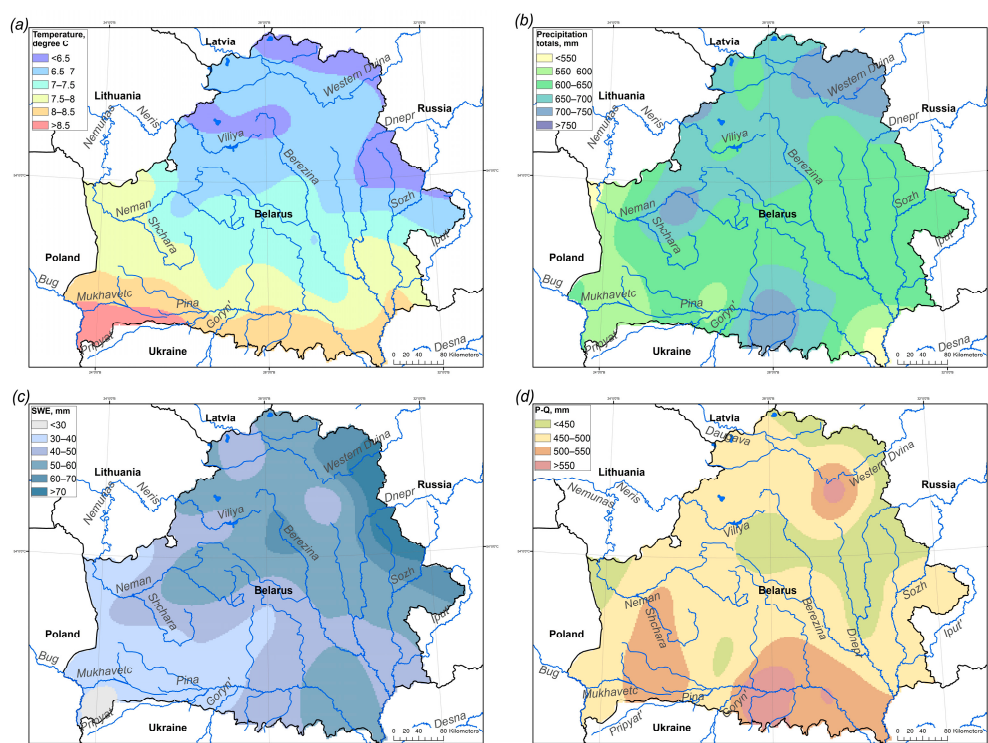 (a)
Temperature,
degree C
<6.5
6.5 7
7–7.5
7.5–8
8–8.5
>8.5
Latvia
Lithuania
Russia
Poland
Ukraine
Belarus
Western Dvina
Nemunas
Neris
Dnepr
Viliya
Berezina
Sozh
Neman
Shchara
Iput'
Bug
Mukhavetc
Pina
Goryn'
Pripyat'
Desna
0 20 40 80 Kilometers
(b)
Precipitation
totals, mm
<550
550 600
600–650
650–700
700–750
>750
Latvia
Lithuania
Russia
Poland
Ukraine
Belarus
Western Dvina
Nemunas
Neris
Dnepr
Viliya
Berezina
Sozh
Neman
Shchara
Iput'
Bug
Mukhavetc
Pina
Goryn'
Pripyat'
Desna
0 20 40 80 Kilometers
(c)
SWE, mm
<30
30–40
40–50
50–60
60–70
>70
Latvia
Lithuania
Russia
Poland
Ukraine
Belarus
Western Dvina
Nemunas
Neris
Dnepr
Viliya
Berezina
Sozh
Neman
Shchara
Iput'
Bug
Mukhavetc
Pina
Goryn'
Pripyat'
Desna
0 20 40 80 Kilometers
(d)
P-Q, mm
<450
450–500
500–550
>550
Latvia
Daugava
Lithuania
Russia
Poland
Ukraine
Belarus
Western Dvina
Nemunas
Neris
Viliya
Berezina
Dnepr
Sozh
Neman
Shchara
Iput'
Bug
Mukhavetc
Pina
Goryn'
Pripyat'
Desna
0 20 40 80 Kilometers